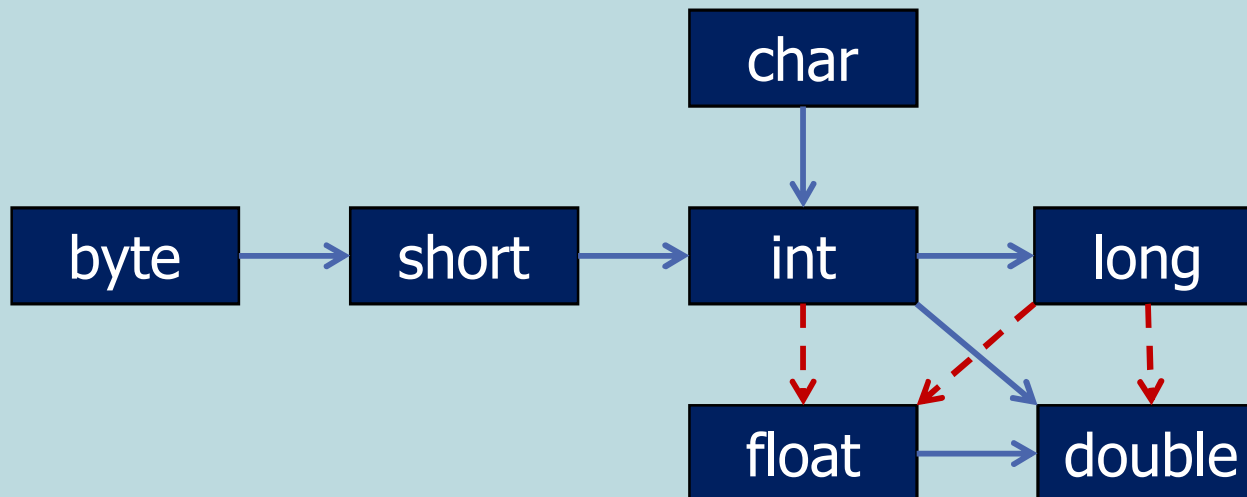 char
byte
short
int
long
float
double